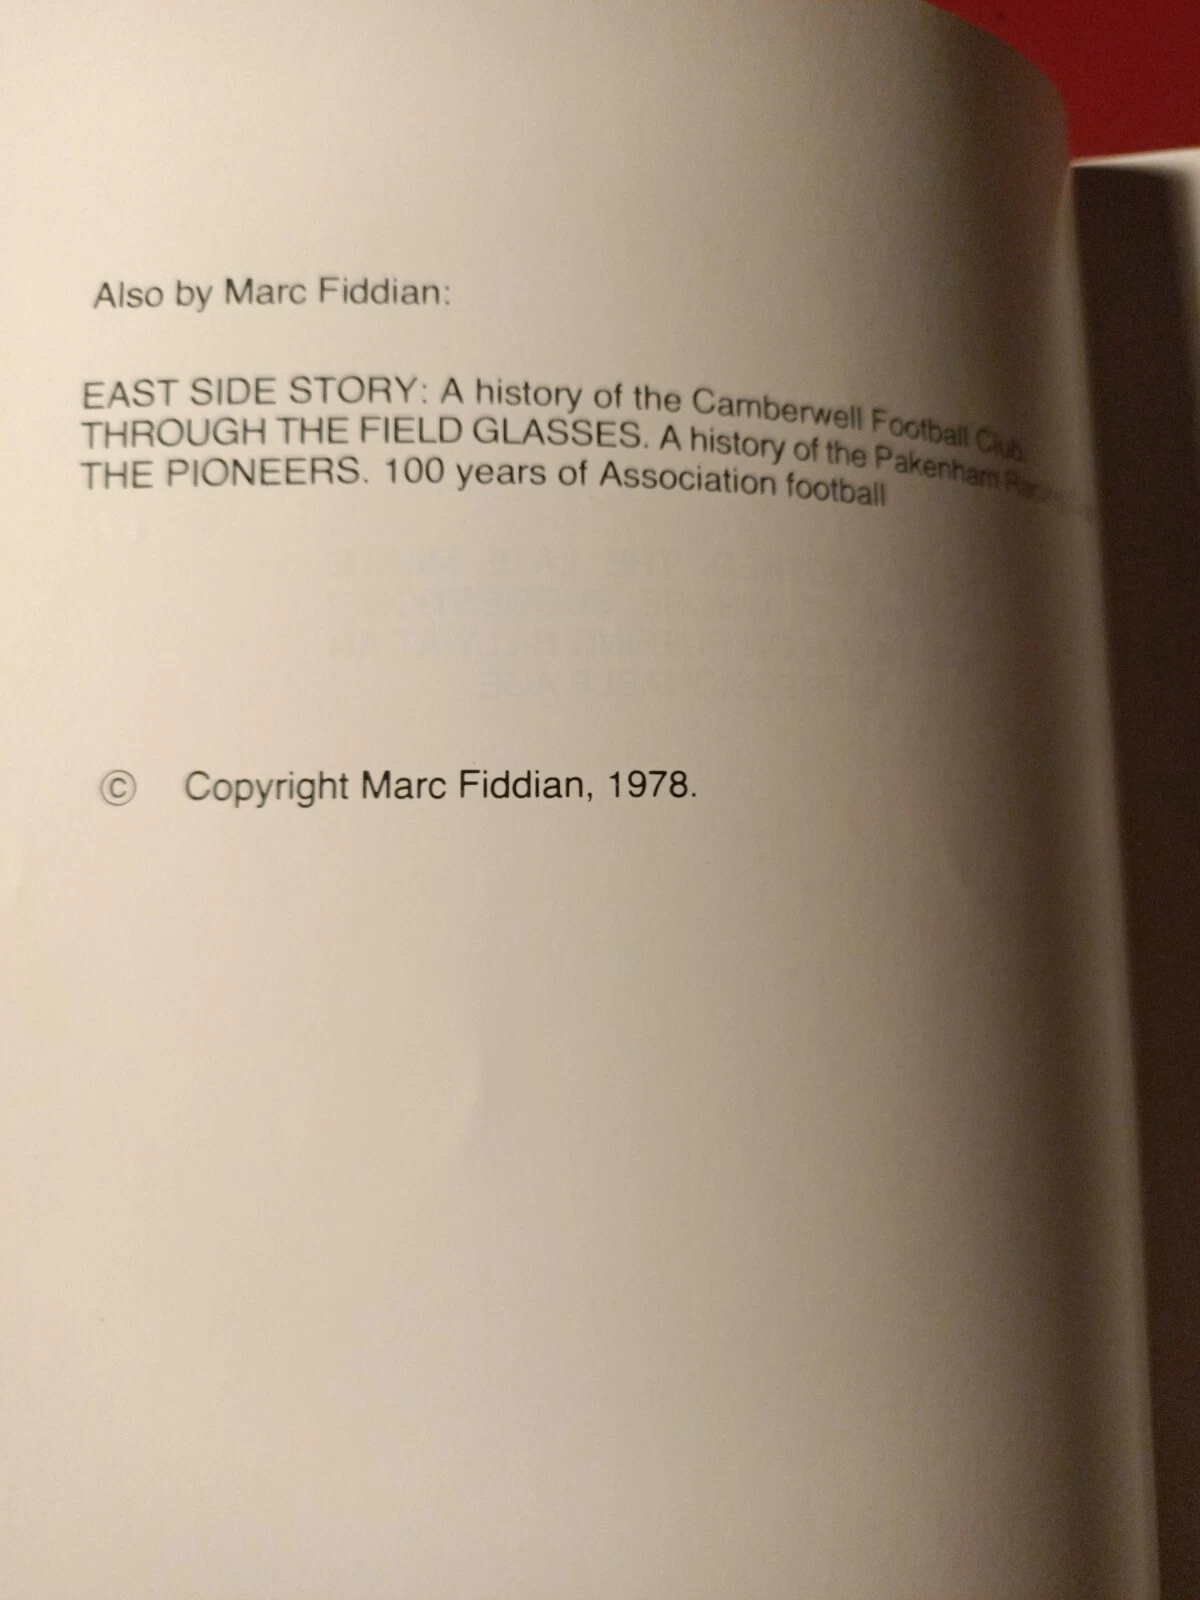 Also by Marc Fiddian:
EAST SIDE STORY: A history of the Camberwell Football Club.
THROUGH THE FIELD GLASSES. A history of the Pakenham
THE PIONEERS. 100 years of Association football
© Copyright Marc Fiddian, 1978.